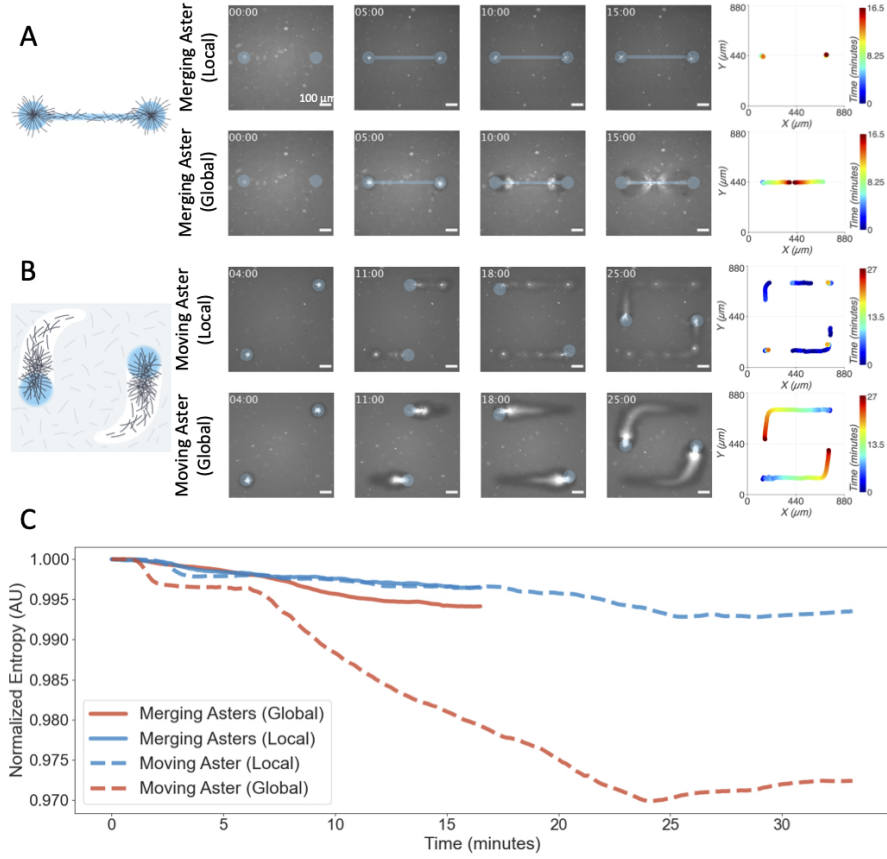 A
Merging Aster
(Local)
00:00
05:00
10:00
15:00
100 μm
880
440
0
Y (μm)
0 440 880
X (μm)
16.5
8.25
0
Time (minutes)
Merging Aster
(Global)
00:00
05:00
10:00
15:00
880
440
0
Y (μm)
0 440 880
X (μm)
16.5
8.25
0
Time (minutes)
B
Moving Aster
(Local)
04:00
11:00
18:00
25:00
880
440
0
Y (μm)
0 440 880
X (μm)
27
13.5
0
Time (minutes)
Moving Aster
(Global)
04:00
11:00
18:00
25:00
880
440
0
Y (μm)
0 440 880
X (μm)
27
13.5
0
Time (minutes)
C
Normalized Entropy (AU)
1.000
0.995
0.990
0.985
0.980
0.975
0.970
Merging Asters (Global)
Merging Asters (Local)
Moving Aster (Local)
Moving Aster (Global)
0 5 10 15 20 25 30
Time (minutes)